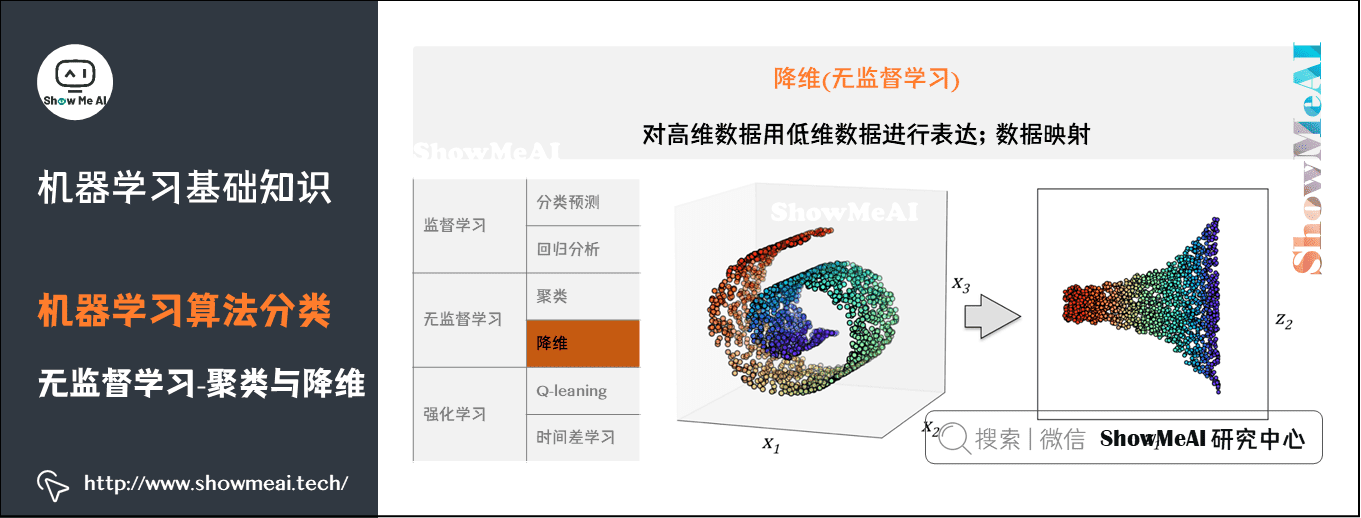 Show Me AI
机器学习基础知识
机器学习算法分类
无监督学习-聚类与降维
http://www.showmeai.tech/
降维(无监督学习)
对高维数据用低维数据进行表达; 数据映射
ShowMeAI
ShowMeAI
监督学习
分类预测
回归分析
无监督学习
聚类
降维
强化学习
Q-leaning
时间差学习
ShowMeAI
x3
x2
x1
z2
搜索 | 微信 ShowMeAI 研究中心